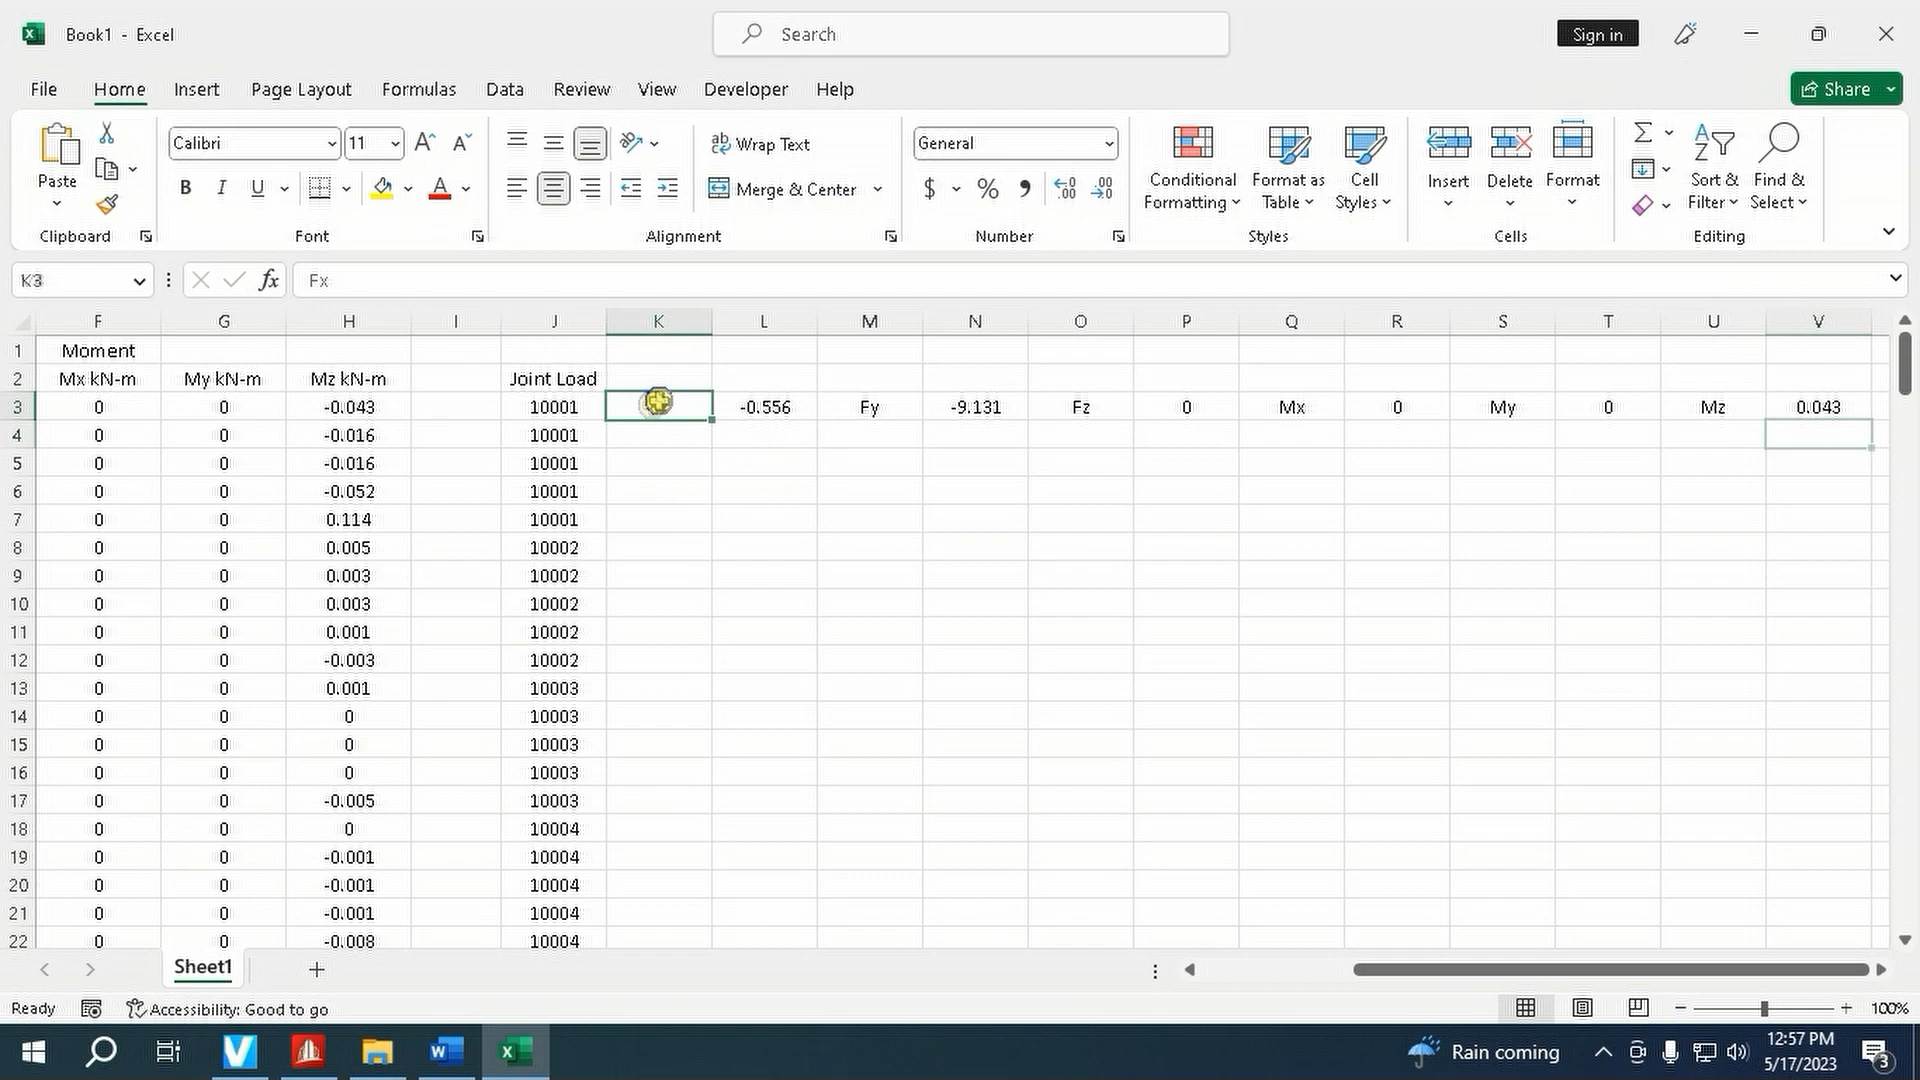 Book1 - Excel
Search
Sign in
File Home Insert Page Layout Formulas Data Review View Developer Help
Share
Paste
Clipboard
Calibri 11
B I U
Font
Wrap Text
Merge & Center
Alignment
General
$ % ,
Number
Conditional Formatting
Format as Table
Cell Styles
Styles
Insert Delete Format
Cells
Sort & Filter
Find & Select
Editing
K3 fx Fx
F G H I J K L M N O P Q R S T U V
1 Moment
2 Mx kN-m My kN-m Mz kN-m Joint Load
3 0 0 -0.043 10001 -0.556 Fy -9.131 Fz 0 Mx 0 My 0 Mz 0.043
4 0 0 -0.016 10001
5 0 0 -0.016 10001
6 0 0 -0.052 10001
7 0 0 0.114 10001
8 0 0 0.005 10002
9 0 0 0.003 10002
10 0 0 0.003 10002
11 0 0 0.001 10002
12 0 0 -0.003 10002
13 0 0 0.001 10003
14 0 0 0 10003
15 0 0 0 10003
16 0 0 0 10003
17 0 0 -0.005 10003
18 0 0 0 10004
19 0 0 -0.001 10004
20 0 0 -0.001 10004
21 0 0 -0.001 10004
22 0 0 -0.008 10004
Sheet1
Ready Accessibility: Good to go 100%
Rain coming
12:57 PM
5/17/2023
3